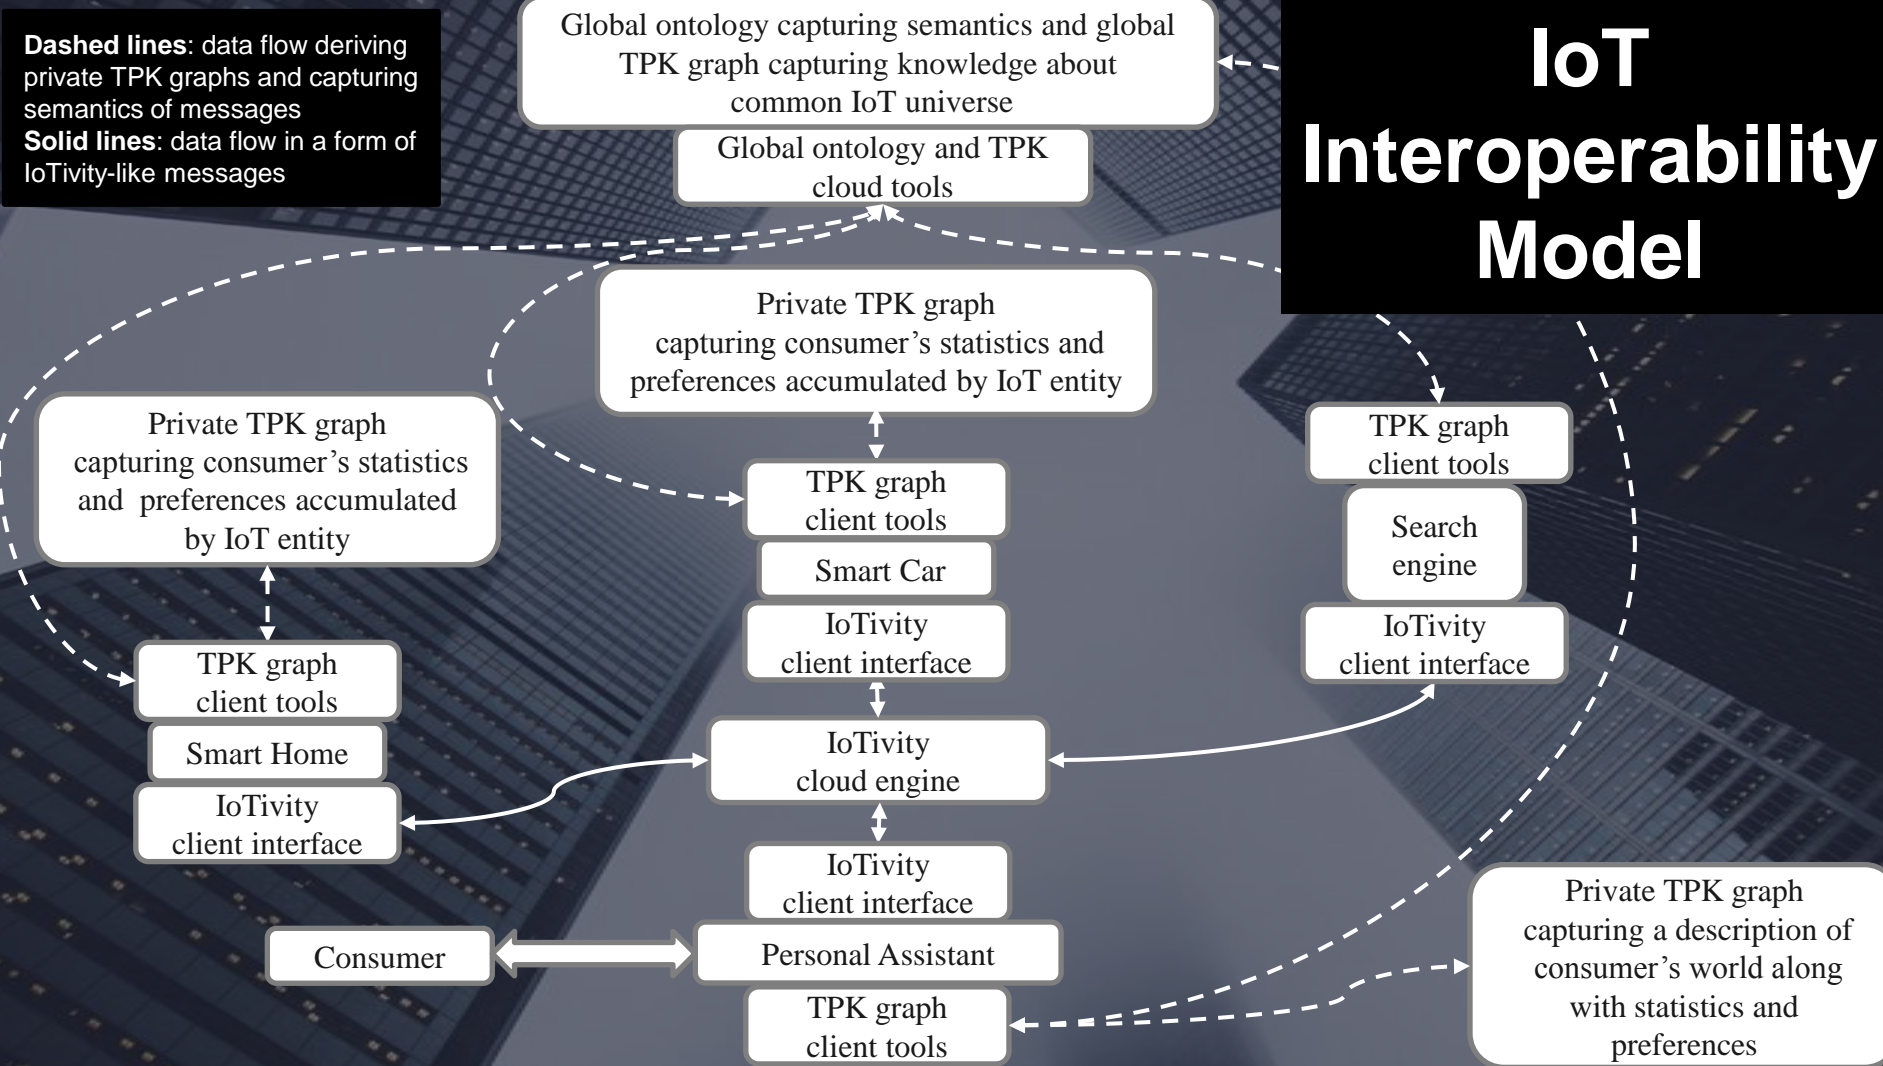 Dashed lines: data flow deriving
private TPK graphs and capturing
semantics of messages
Solid lines: data flow in a form of
IoTivity-like messages
Global ontology capturing semantics and global
TPK graph capturing knowledge about
common IoT universe
Global ontology and TPK
cloud tools
IoT
Interoperability
Model
Private TPK graph
capturing consumer’s statistics and
preferences accumulated by IoT entity
Private TPK graph
capturing consumer’s statistics
and preferences accumulated
by IoT entity
TPK graph
client tools
Smart Car
IoTivity
client interface
TPK graph
client tools
Search
engine
IoTivity
client interface
TPK graph
client tools
Smart Home
IoTivity
client interface
IoTivity
cloud engine
IoTivity
client interface
Consumer
Personal Assistant
TPK graph
client tools
Private TPK graph
capturing a description of
consumer’s world along
with statistics and
preferences